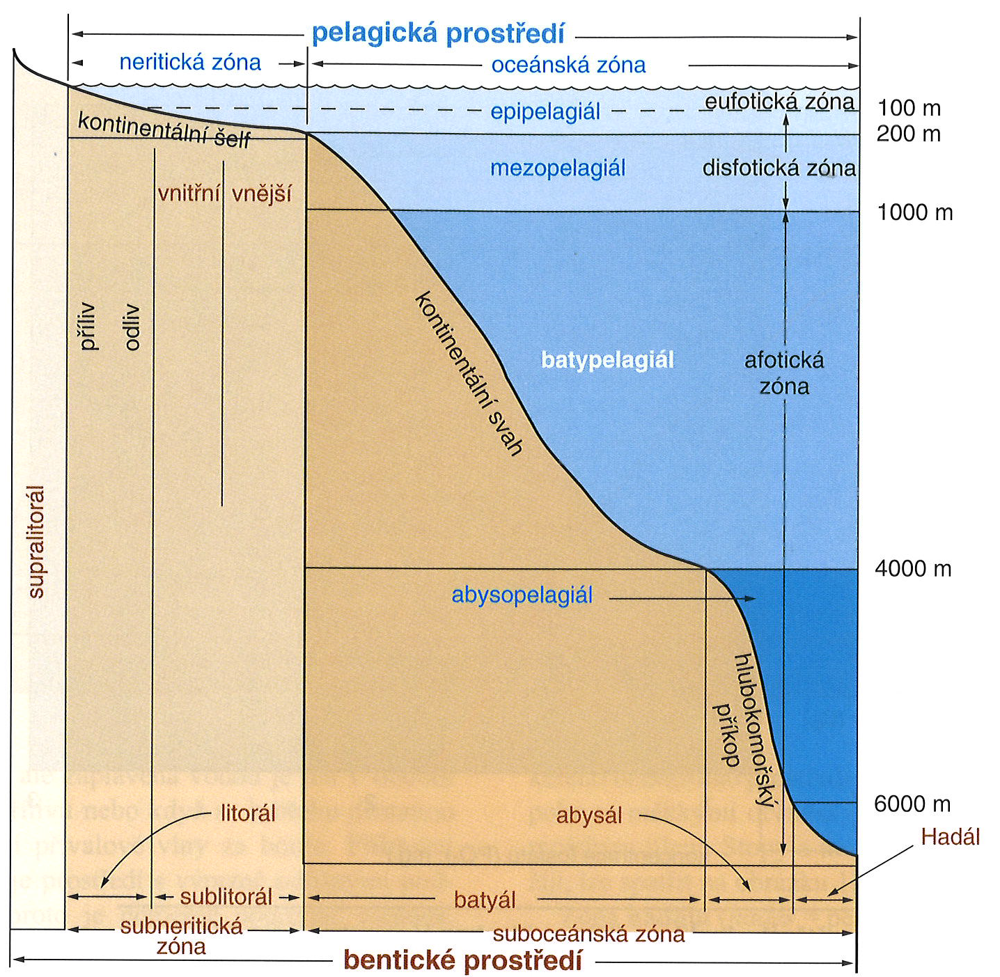 pelagická prostředí
neritická zóna
oceánská zóna
eufotická zóna
100 m
epipelagiál
kontinentální šelf
200 m
mezopelagiál
disfotická zóna
vnitřní
vnější
1000 m
příliv
odliv
kontinentální svah
batypelagiál
afotická
zóna
supralitorál
4000 m
abysopelagiál
hlubokomořský
příkop
6000 m
litorál
abysál
Hadál
sublitorál
batyál
subneritická
zóna
suboceánská zóna
bentické prostředí